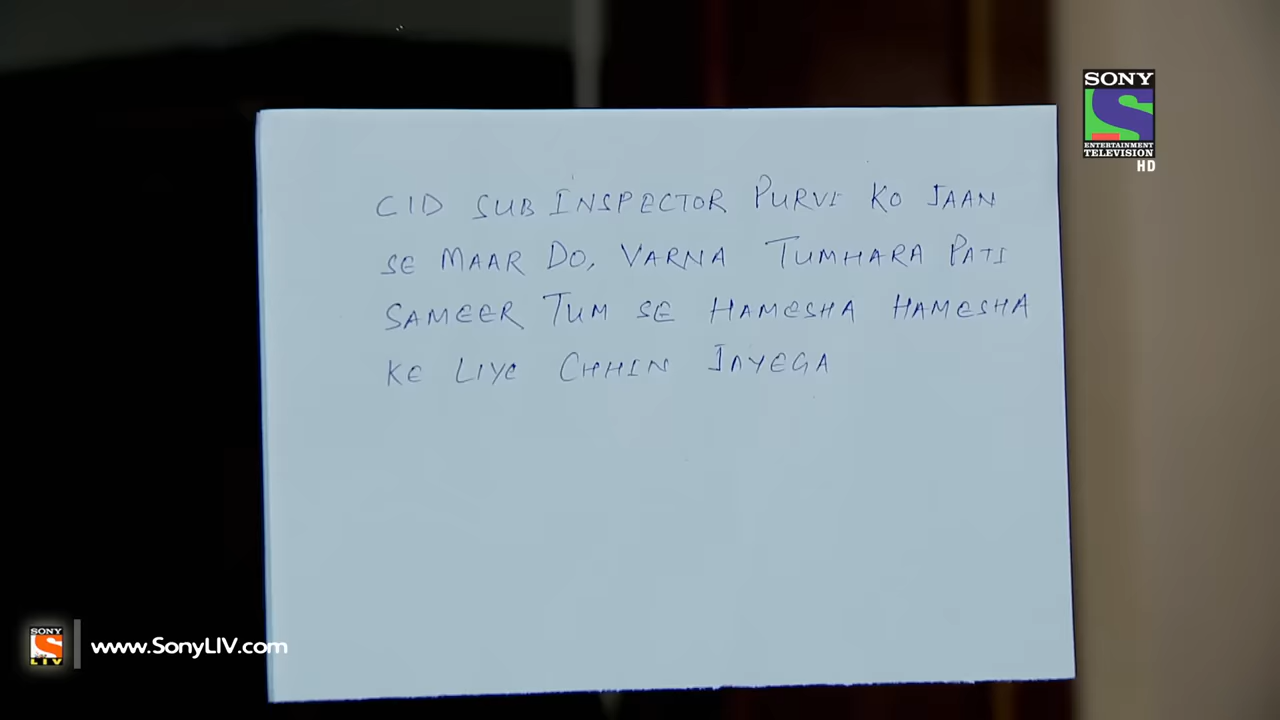 SONY
ENTERTAINMENT
TELEVISION
HD
CID SUB INSPECTOR PURVI KO JAAN
SE MAAR DO, VARNA TUMHARA PATI
SAMEER TUM SE HAMESHA HAMESHA
KE LIYE CHHIN JAYEGA
SONY
LIV
www.SonyLIV.com